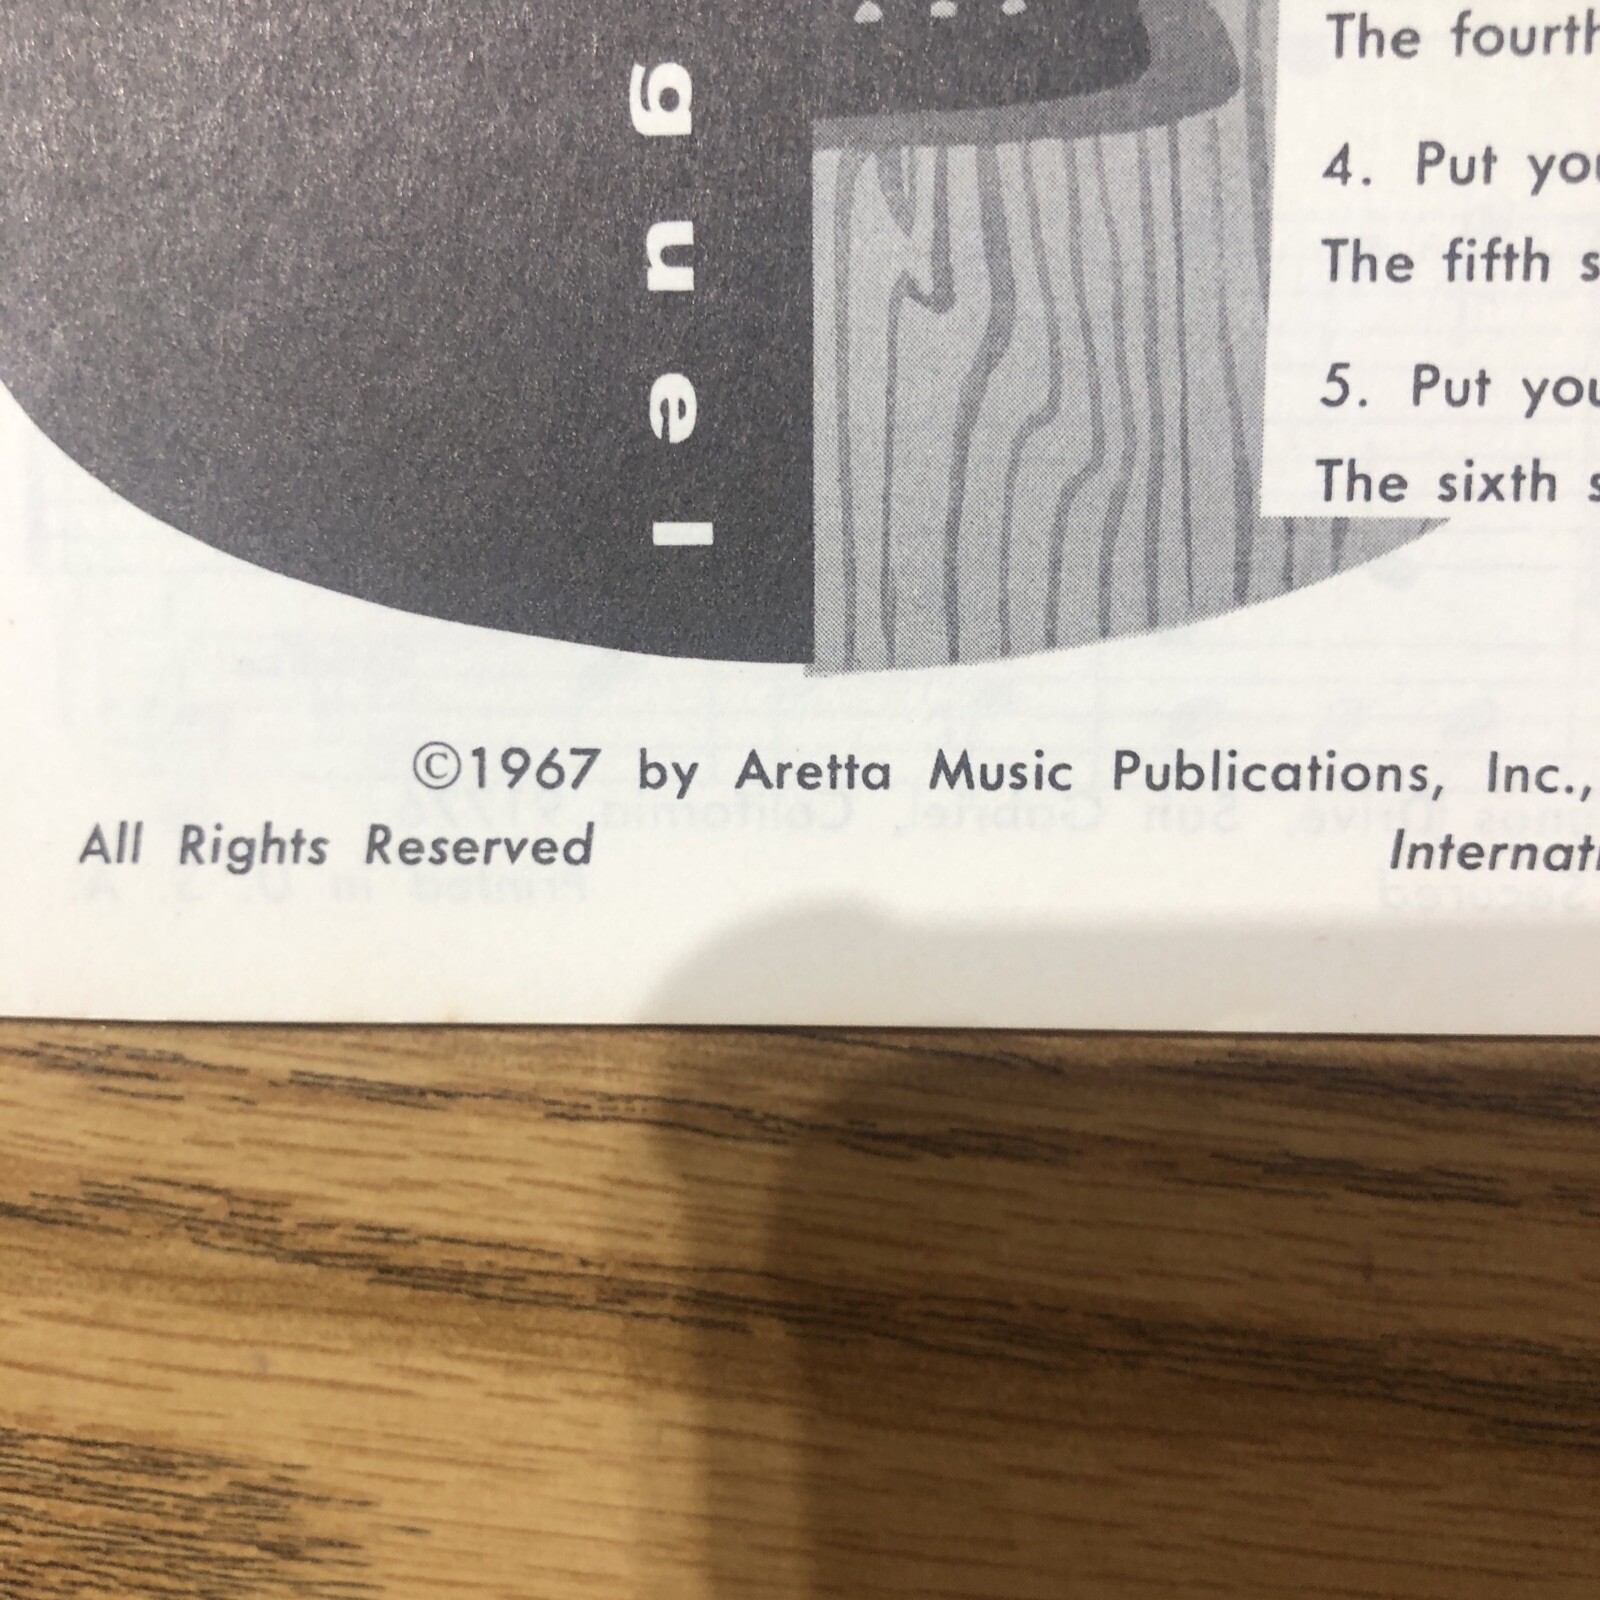 g u e l
The fourth
4. Put you
The fifth s
5. Put you
The sixth s
©1967 by Aretta Music Publications, Inc.,
All Rights Reserved Internati